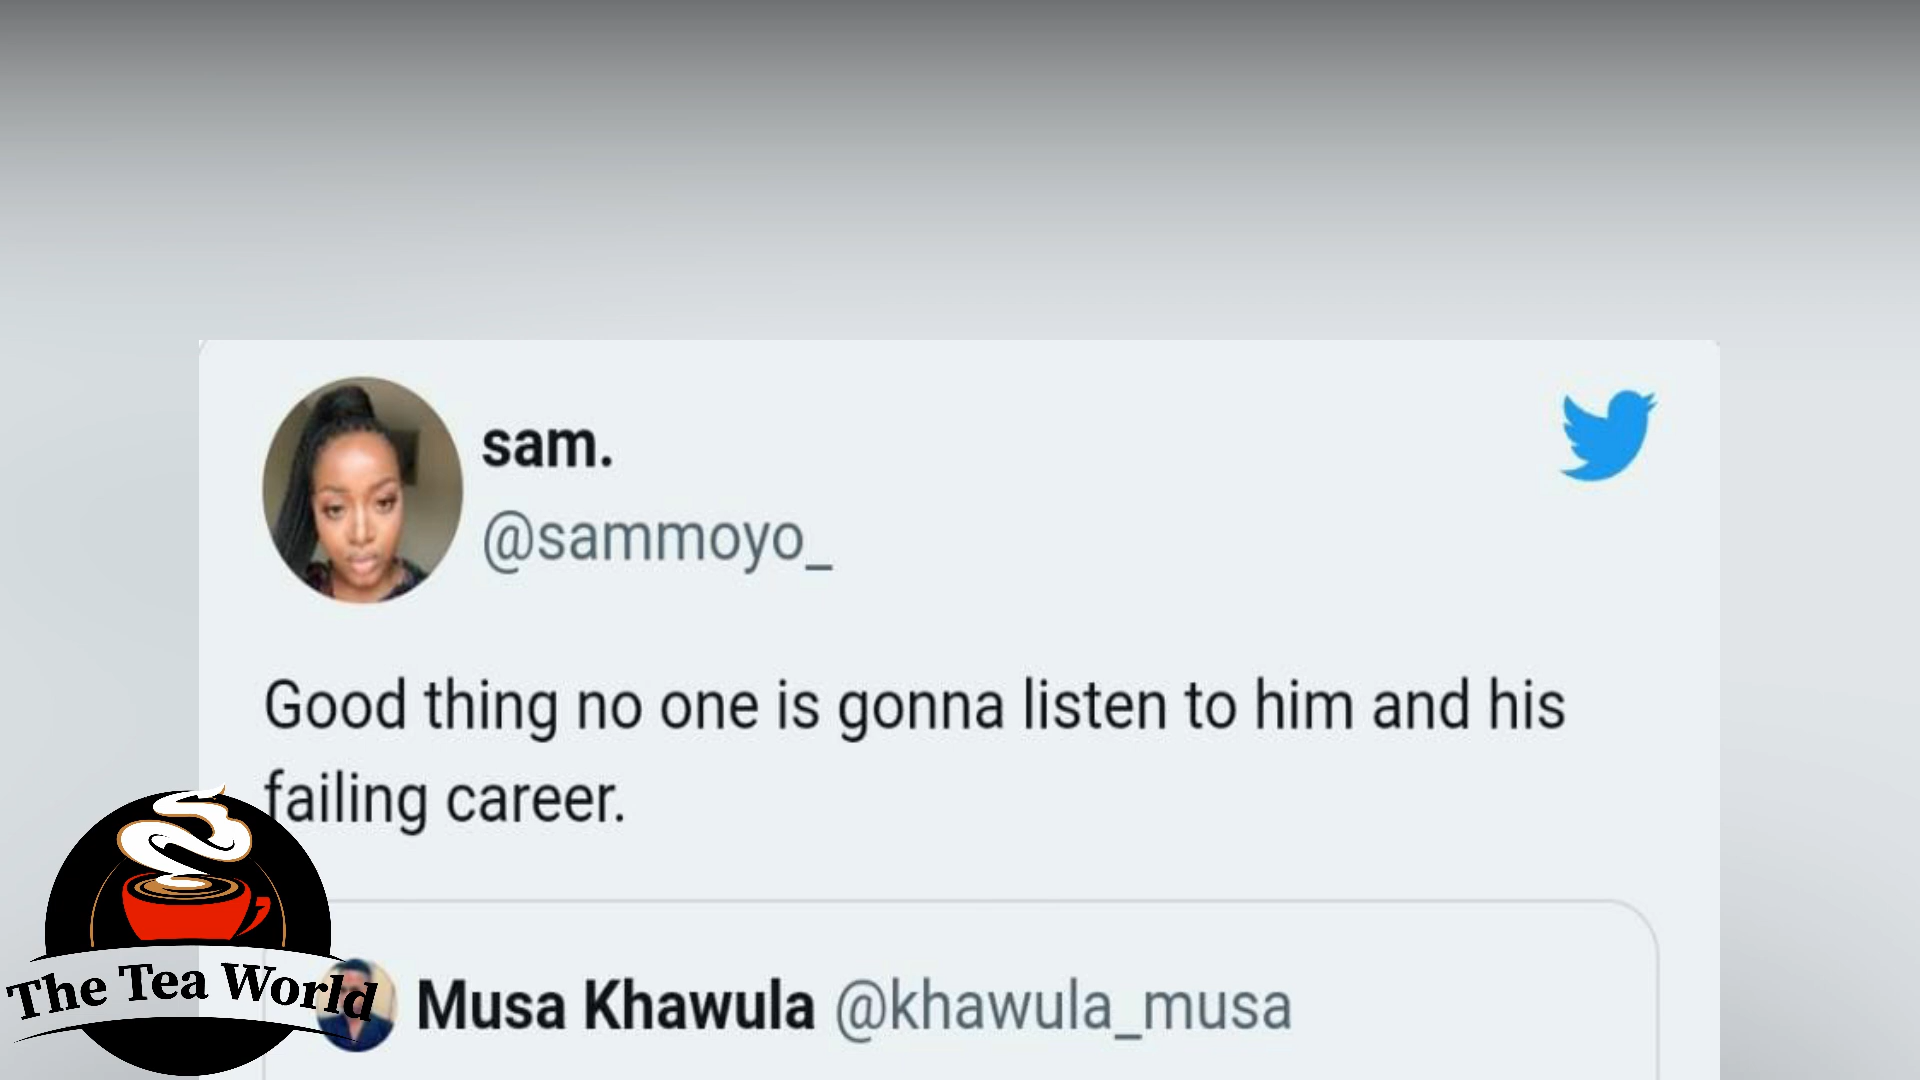 sam.
@sammoyo_
Good thing no one is gonna listen to him and his
failing career.
Musa Khawula @khawula_musa
The Tea World